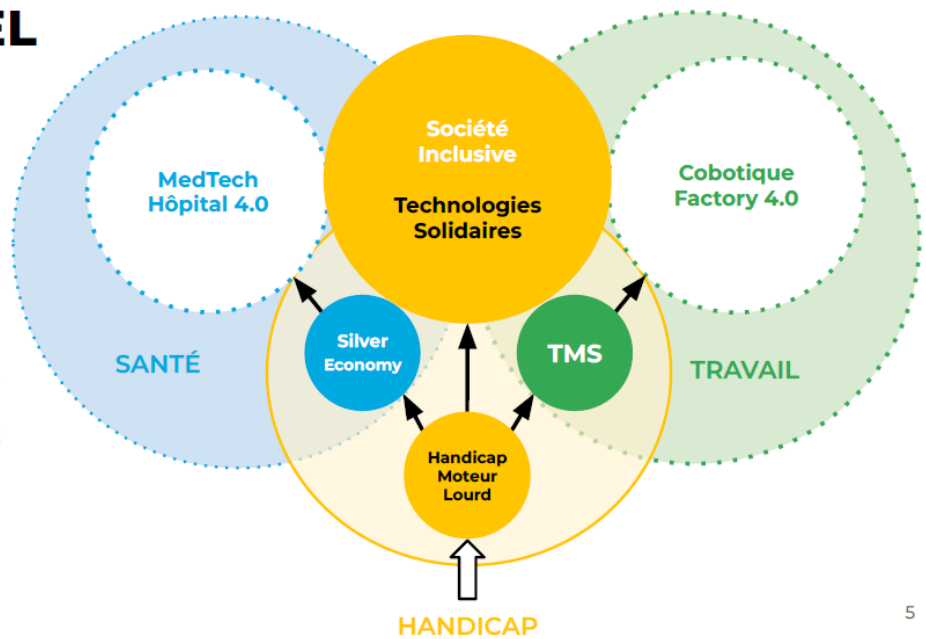 EL
Société
Inclusive
Technologies
Solidaires
MedTech
Hôpital 4.0
Cobotique
Factory 4.0
Silver
Economy
TMS
SANTÉ
TRAVAIL
Handicap
Moteur
Lourd
HANDICAP
5